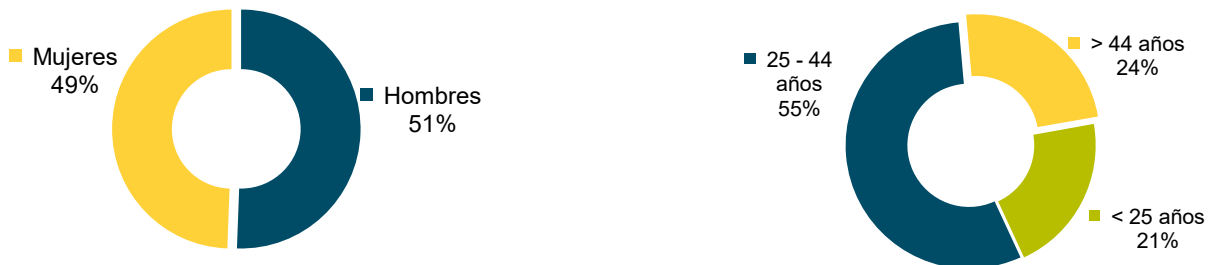 Mujeres
49%
Hombres
51%
25 - 44
años
55%
> 44 años
24%
< 25 años
21%